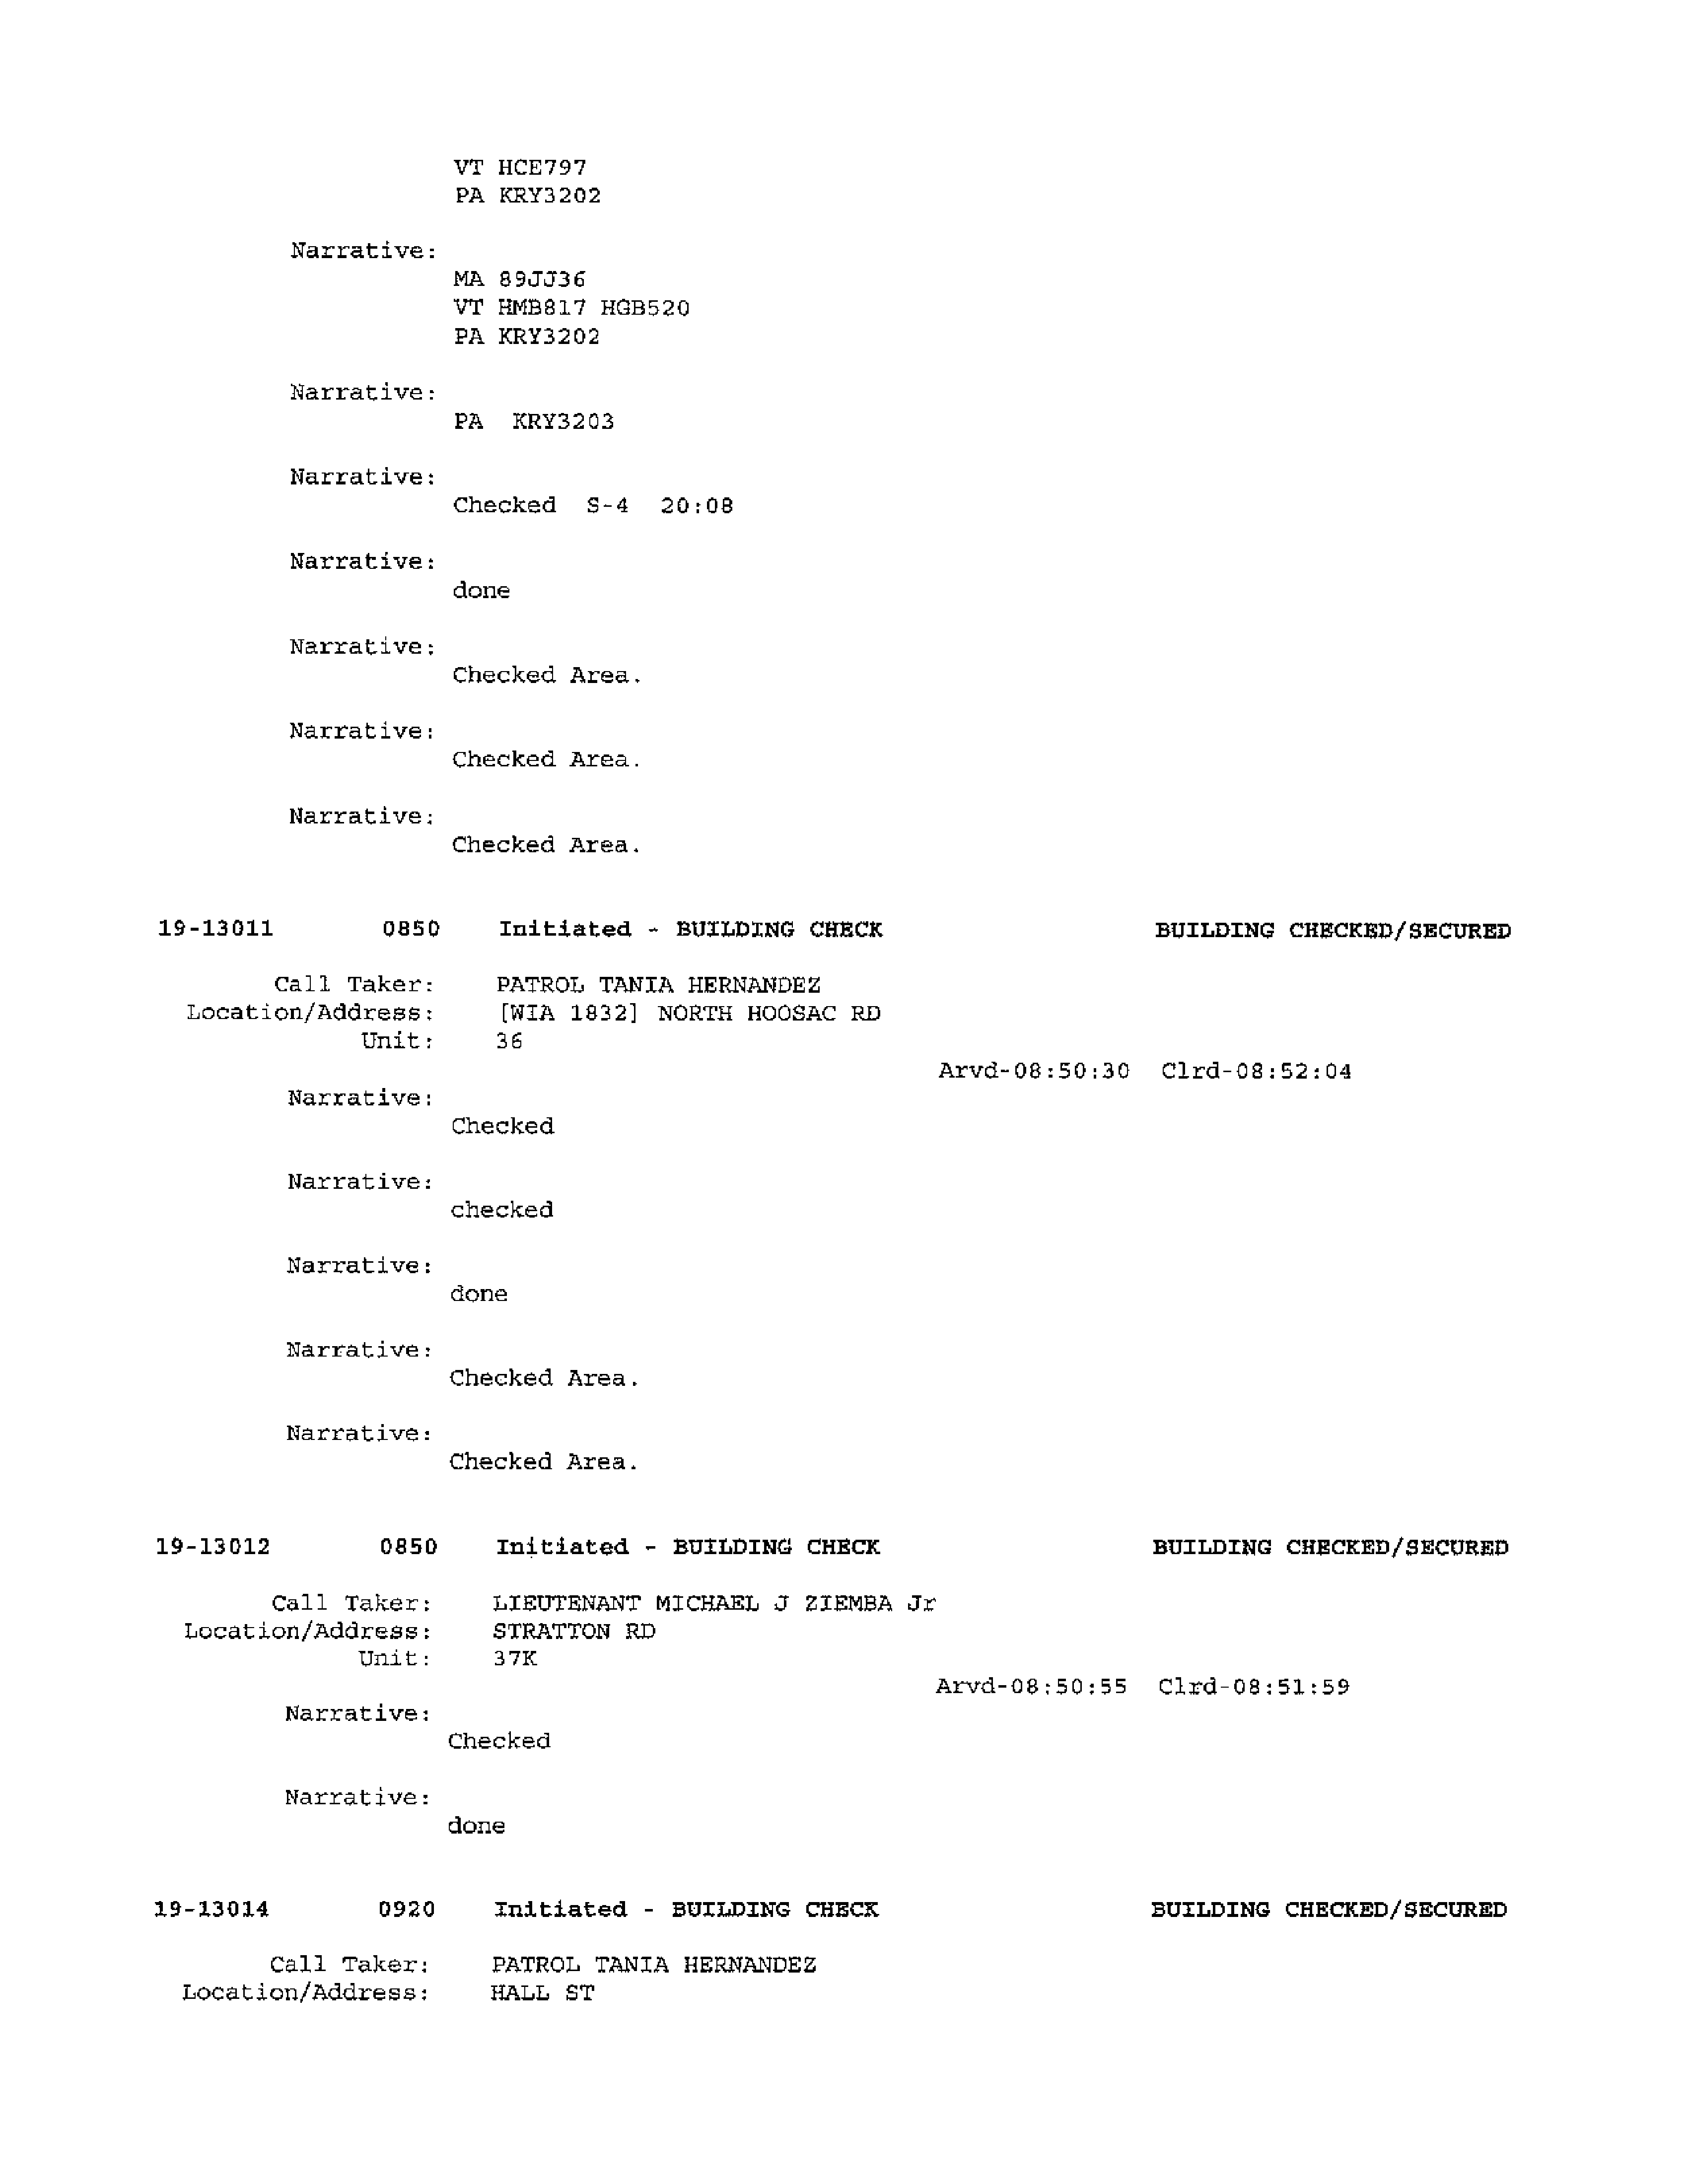 VT HCE797
PA KRY3202
Narrative:
MA 89JJ36
VT HMB817 HGB520
PA KRY3202
Narrative:
PA KRY3203
Narrative:
Checked S-4 20:08
Narrative:
done
Narrative:
Checked Area.
Narrative:
Checked Area.
Narrative:
Checked Area.
19-13011 0850 Initiated - BUILDING CHECK BUILDING CHECKED/SECURED
Call Taker: PATROL TANIA HERNANDEZ
Location/Address: [WIA 1832] NORTH HOOSAC RD
Unit: 36
Arvd-08:50:30 Clrd-08:52:04
Narrative:
Checked
Narrative:
checked
Narrative:
done
Narrative:
Checked Area.
Narrative:
Checked Area.
19-13012 0850 Initiated - BUILDING CHECK BUILDING CHECKED/SECURED
Call Taker: LIEUTENANT MICHAEL J ZIEMBA Jr
Location/Address: STRATTON RD
Unit: 37K
Arvd-08:50:55 Clrd-08:51:59
Narrative:
Checked
Narrative:
done
19-13014 0920 Initiated - BUILDING CHECK BUILDING CHECKED/SECURED
Call Taker: PATROL TANIA HERNANDEZ
Location/Address: HALL ST